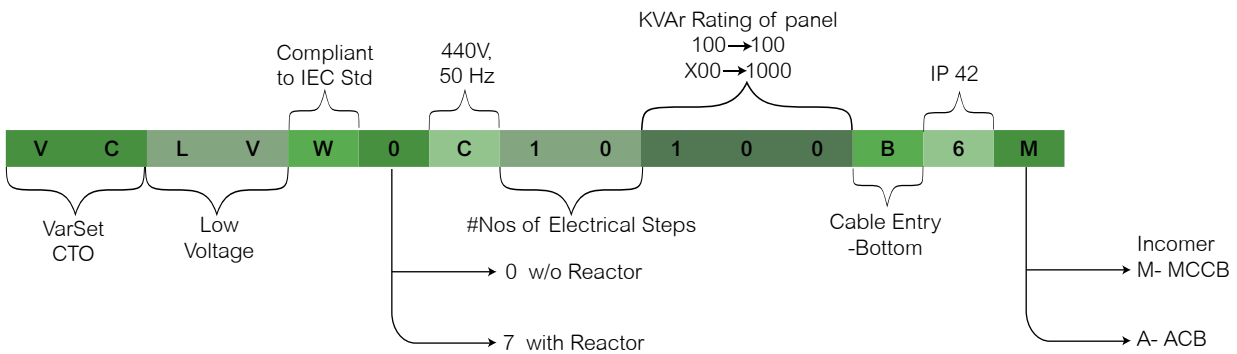 KVAr Rating of panel
100→100
X00→1000
Compliant
to IEC Std
440V,
50 Hz
IP 42
V C L V W 0 C 1 0 1 0 0 B 6 M
VarSet
CTO
Low
Voltage
#Nos of Electrical Steps
Cable Entry
-Bottom
0 w/o Reactor
7 with Reactor
Incomer
M- MCCB
A- ACB